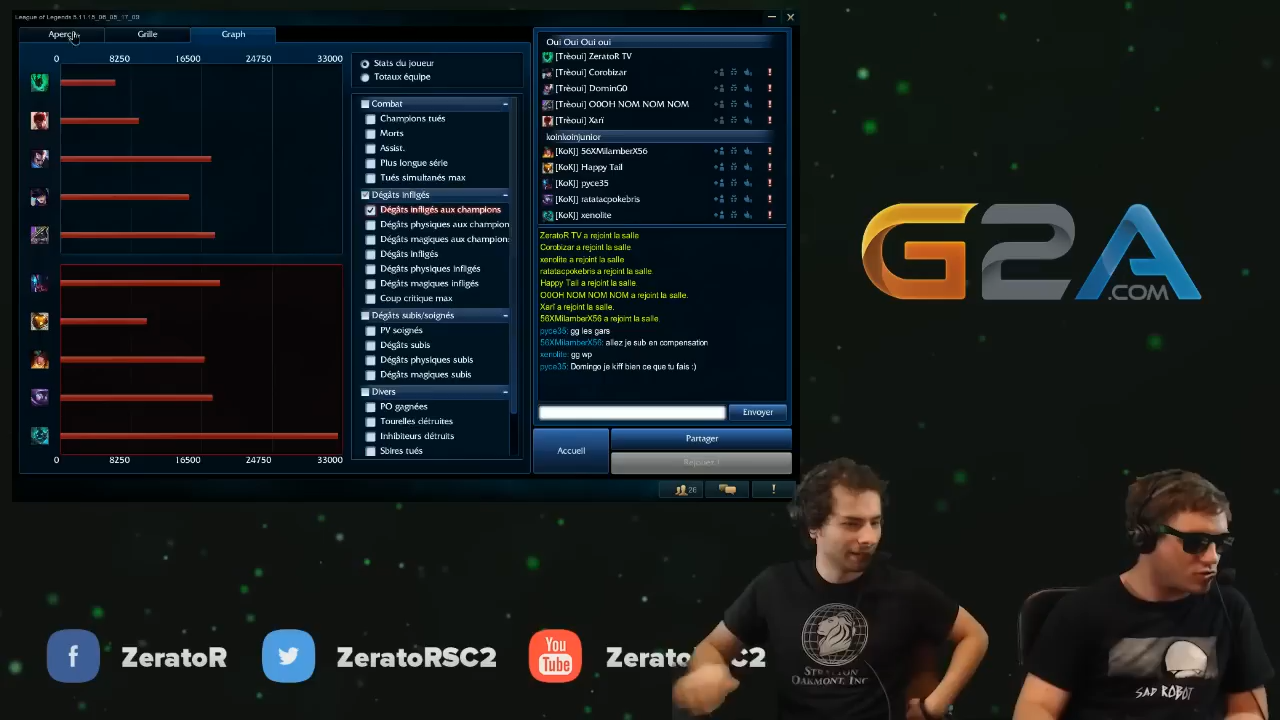 League of Legends 5.11.15_06_05_17_00
Aperçu
Grille
Graph
0 8250 16500 24750 33000
0 8250 16500 24750 33000
Stats du joueur
Totaux équipe
Combat
Champions tués
Morts
Assist.
Plus longue série
Tués simultanés max
Dégâts infligés
Dégâts infligés aux champions
Dégâts physiques aux champion
Dégâts magiques aux champions
Dégâts infligés
Dégâts physiques infligés
Dégâts magiques infligés
Coup critique max
Dégâts subis/soignés
PV soignés
Dégâts subis
Dégâts physiques subis
Dégâts magiques subis
Divers
PO gagnées
Tourelles détruites
Inhibiteurs détruits
Sbires tués
Oui Oui Oui oui
[Trèoui] ZeratoR TV
[Trèoui] Corobizar
[Trèoui] DominG0
[Trèoui] O0OH NOM NOM NOM
[Trèoui] Xarï
koinkoinjunior
[KoKJ] 56XMilamberX56
[KoKJ] Happy Tail
[KoKJ] pyce35
[KoKJ] ratatacpokebris
[KoKJ] xenolite
ZeratoR TV a rejoint la salle
Corobizar a rejoint la salle.
xenolite a rejoint la salle
ratatacpokebris a rejoint la salle
Happy Tail a rejoint la salle.
O0OH NOM NOM NOM a rejoint la salle.
Xarï a rejoint la salle.
56XMilamberX56 a rejoint la salle.
pyce35: gg les gars
56XMilamberX56: allez je sub en compensation
xenolite: gg wp
pyce35: Domingo je kiff bien ce que tu fais :)
Envoyer
Accueil
Partager
Rejouer !
26
G2A
.COM
f ZeratoR
ZeratoRSC2
You
Tube
STRATTON
OAKMONT, INC
SAD ROBOT